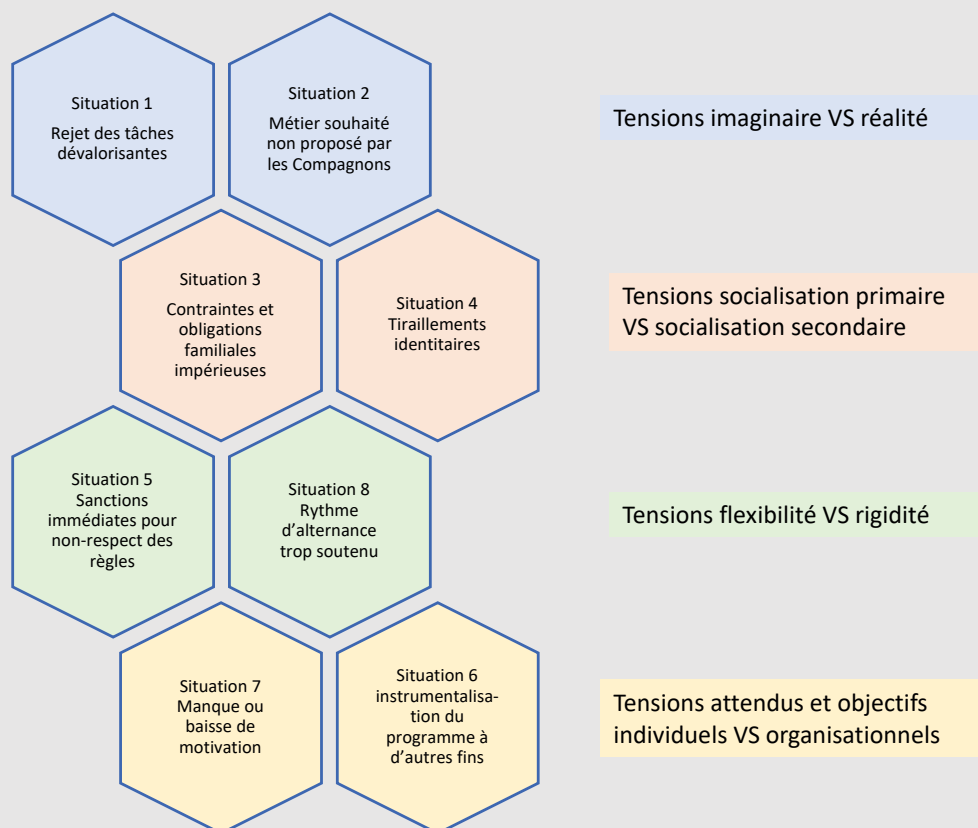 Situation 1
Rejet des tâches
dévalorisantes
Situation 2
Métier souhaité
non proposé par
les Compagnons
Tensions imaginaire VS réalité
Situation 3
Contraintes et
obligations
familiales
impérieuses
Situation 4
Tiraillements
identitaires
Tensions socialisation primaire
VS socialisation secondaire
Situation 5
Sanctions
immédiates pour
non-respect des
règles
Situation 8
Rythme
d’alternance
trop soutenu
Tensions flexibilité VS rigidité
Situation 7
Manque ou
baisse de
motivation
Situation 6
instrumentalisa-
tion du
programme à
d’autres fins
Tensions attendus et objectifs
individuels VS organisationnels